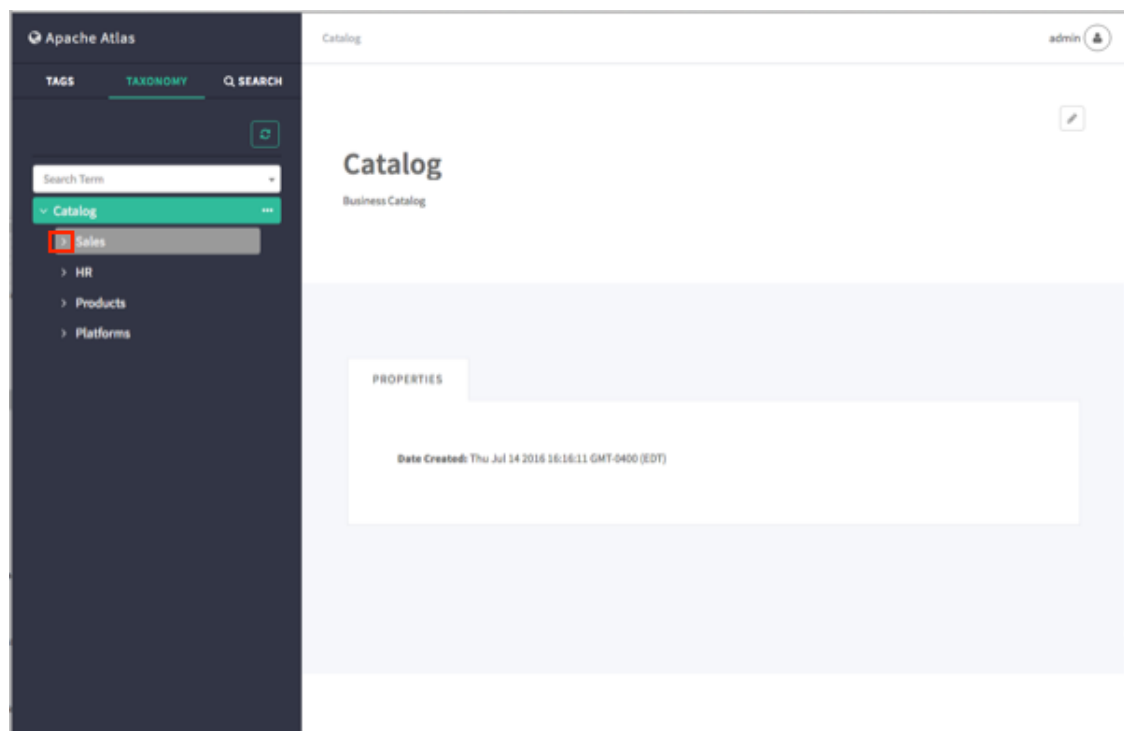 Apache Atlas
Catalog
admin
TAGS TAXONOMY SEARCH
Search Term
Catalog
Sales
HR
Products
Platforms
Catalog
Business Catalog
PROPERTIES
Date Created: Thu Jul 14 2016 16:16:11 GMT-0400 (EDT)